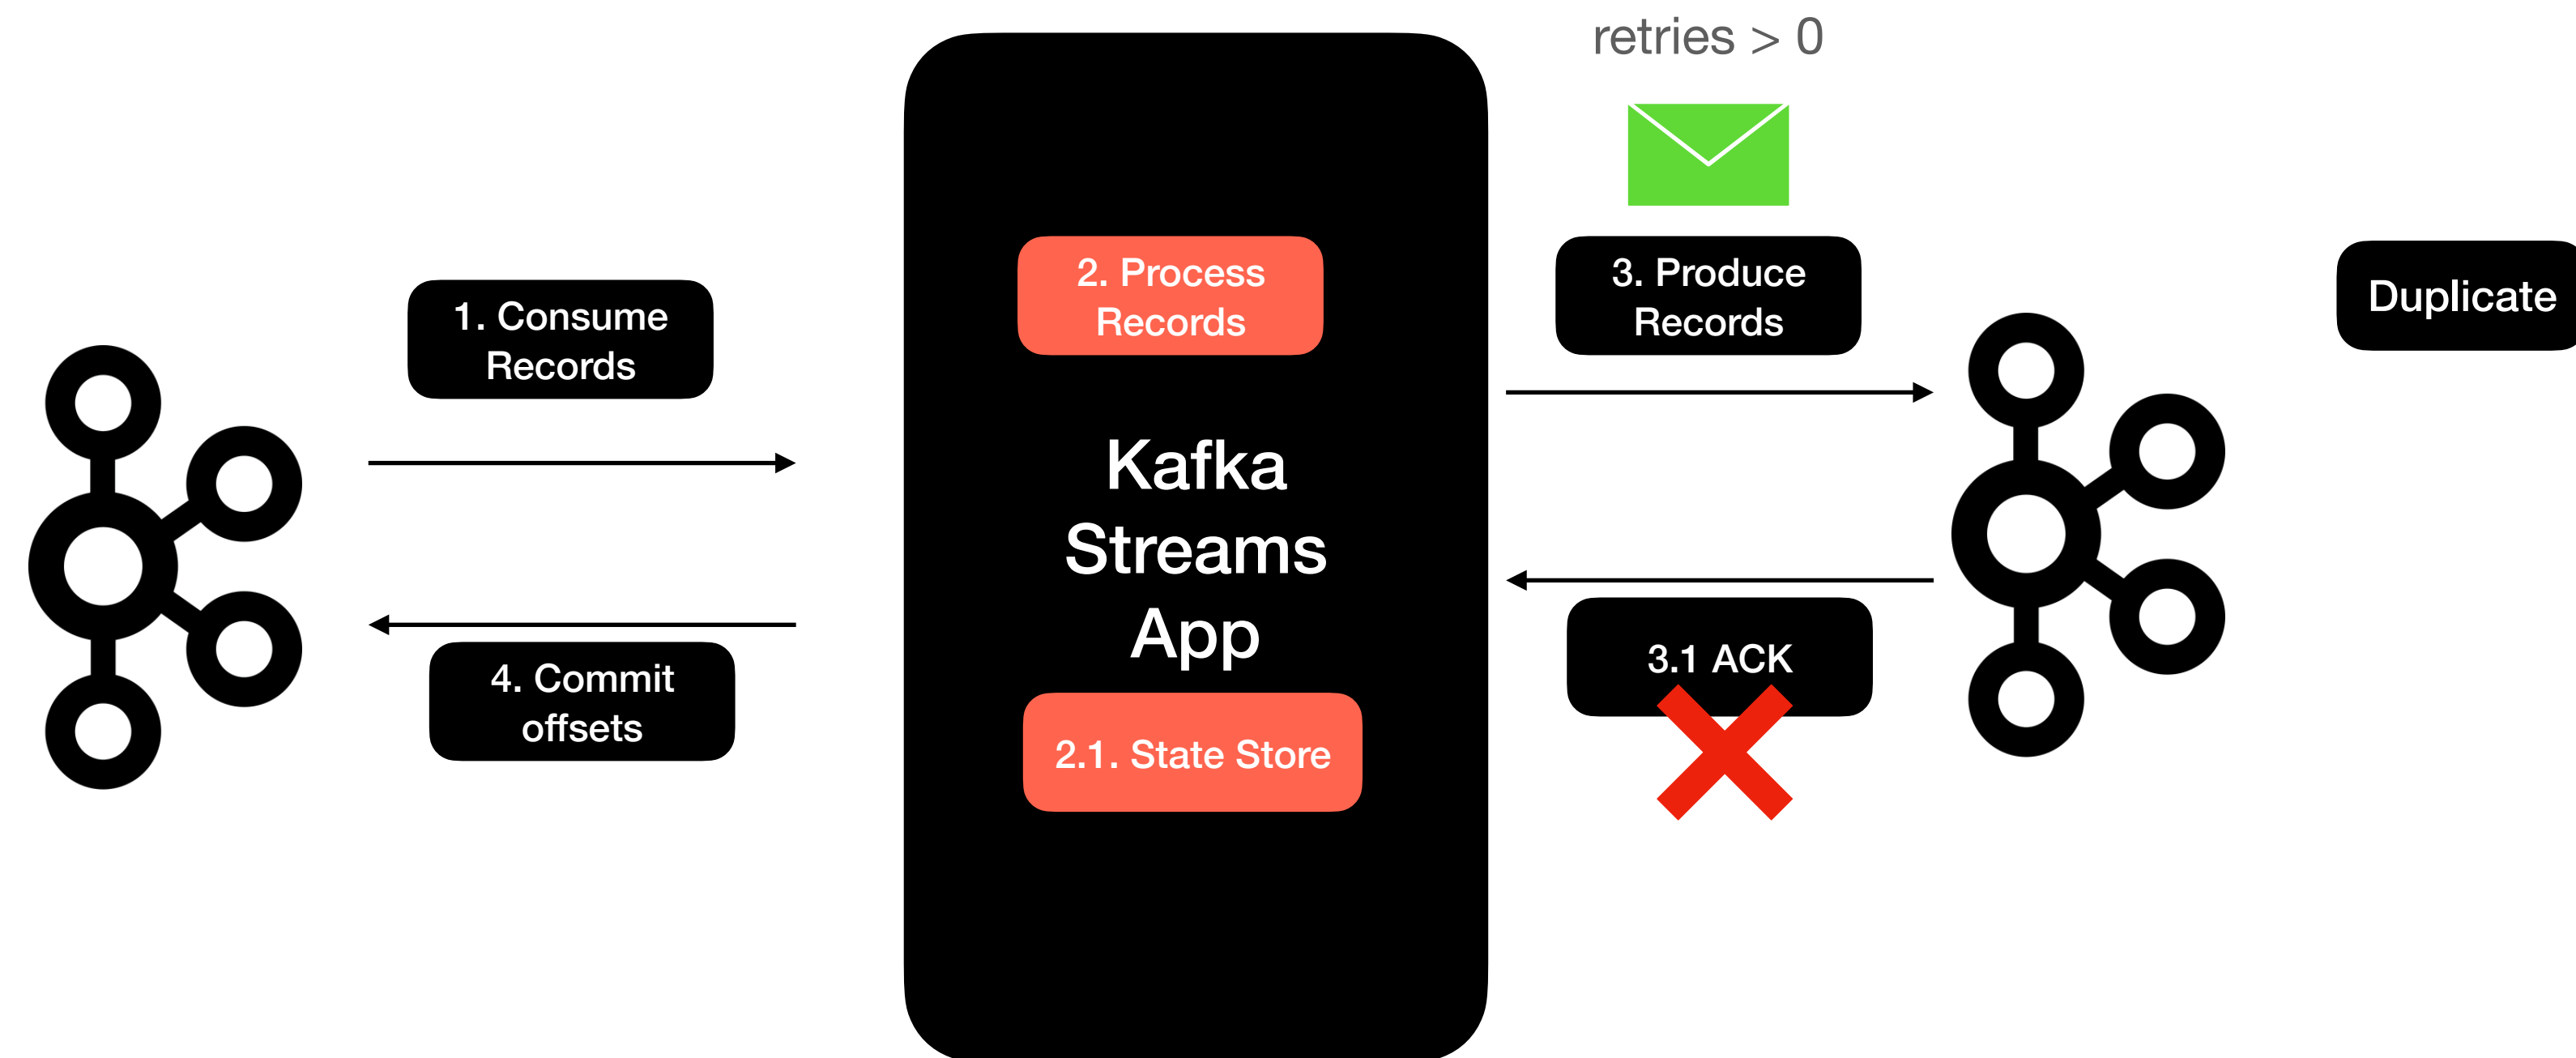 retries > 0
1. Consume
Records
2. Process
Records
3. Produce
Records
Duplicate
Kafka
Streams
App
4. Commit
offsets
2.1. State Store
3.1 ACK